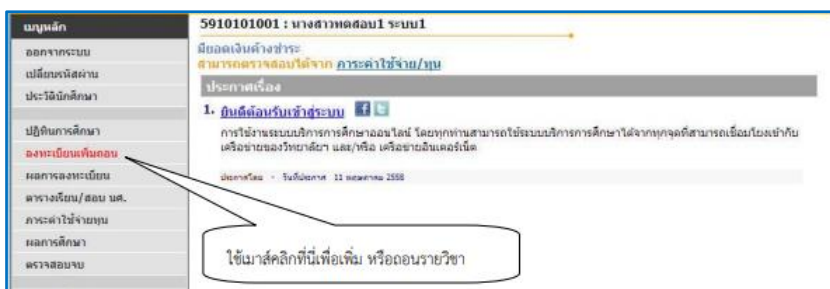 เมนูหลัก
ออกจากระบบ
เปลี่ยนรหัสผ่าน
ประวัตินักศึกษา
ปฏิทินการศึกษา
ลงทะเบียนเพิ่มถอน
ผลการลงทะเบียน
ตารางเรียน/สอบ นศ.
ภาระค่าใช้จ่ายทุน
ผลการศึกษา
ตรวจสอบจบ
5910101001 : นางสาวทดสอบ1 ระบบ1
มียอดเงินค้างชำระ
สามารถตรวจสอบได้จาก ภาระค่าใช้จ่าย/ทุน
ประกาศเรื่อง
1. ยินดีต้อนรับเข้าสู่ระบบ
การใช้งานระบบบริการการศึกษาออนไลน์ โดยทุกท่านสามารถใช้ระบบบริการการศึกษาได้จากทุกจุดที่สามารถเชื่อมโยงเข้ากับ
เครือข่ายของวิทยาลัยฯ และ/หรือ เครือข่ายอินเตอร์เน็ต
ประกาศโดย - วันที่ประกาศ 11 พฤษภาคม 2558
ใช้เมาส์คลิกที่นี่เพื่อเพิ่ม หรือถอนรายวิชา